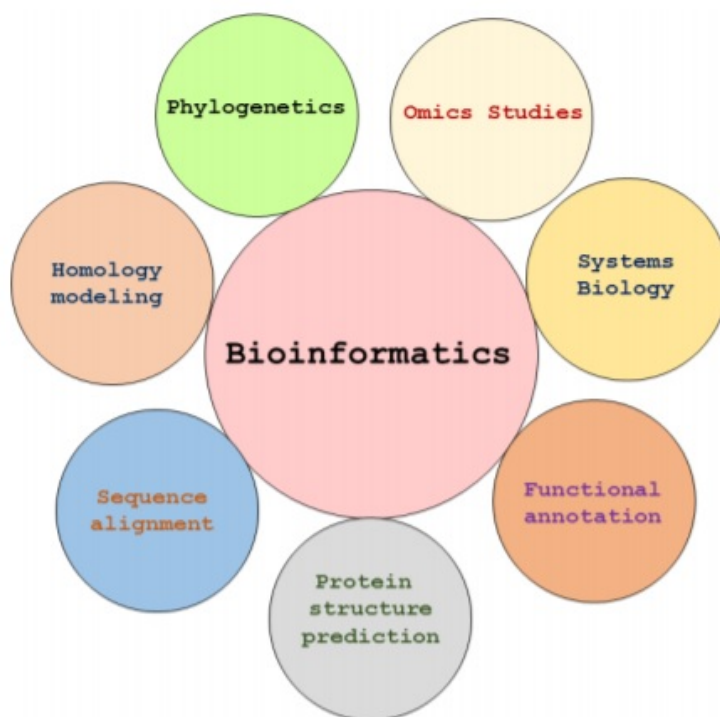 Phylogenetics
Omics Studies
Homology
modeling
Systems
Biology
Bioinformatics
Sequence
alignment
Functional
annotation
Protein
structure
prediction